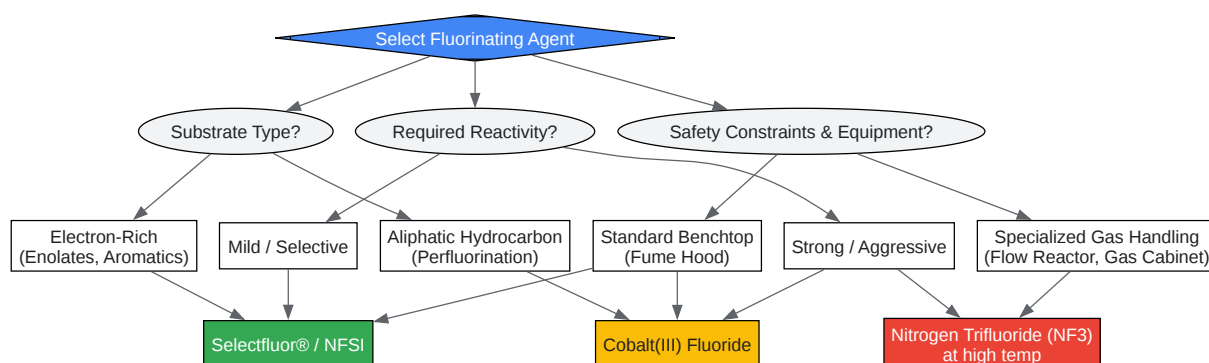 Select Fluorinating Agent
Substrate Type?
Required Reactivity?
Safety Constraints & Equipment?
Electron-Rich
(Enolates, Aromatics)
Mild / Selective
Aliphatic Hydrocarbon
(Perfluorination)
Standard Benchtop
(Fume Hood)
Strong / Aggressive
Specialized Gas Handling
(Flow Reactor, Gas Cabinet)
Selectfluor® / NFSI
Cobalt(III) Fluoride
Nitrogen Trifluoride (NF3)
at high temp